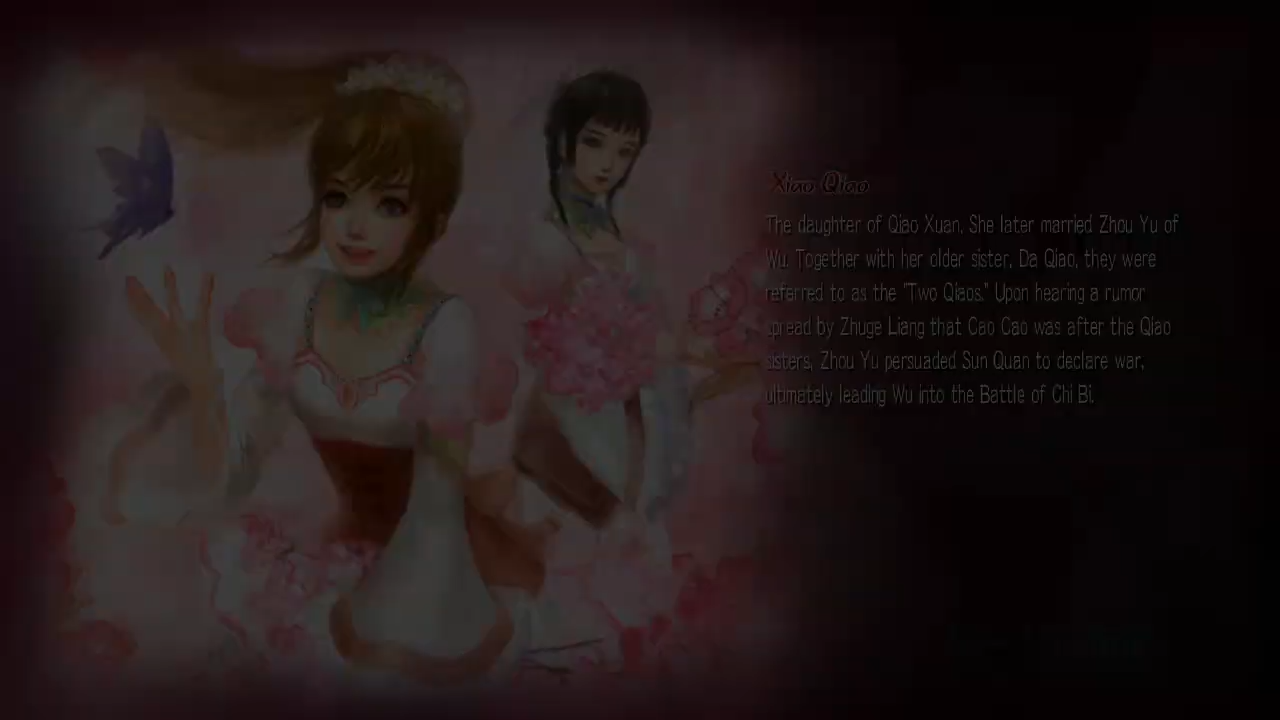 Xiao Qiao
The daughter of Qiao Xuan. She later married Zhou Yu of
Wu. Together with her older sister, Da Qiao, they were
referred to as the "Two Qiaos." Upon hearing a rumor
spread by Zhuge Liang that Cao Cao was after the Qiao
sisters, Zhou Yu persuaded Sun Quan to declare war,
ultimately leading Wu into the Battle of Chi Bi.